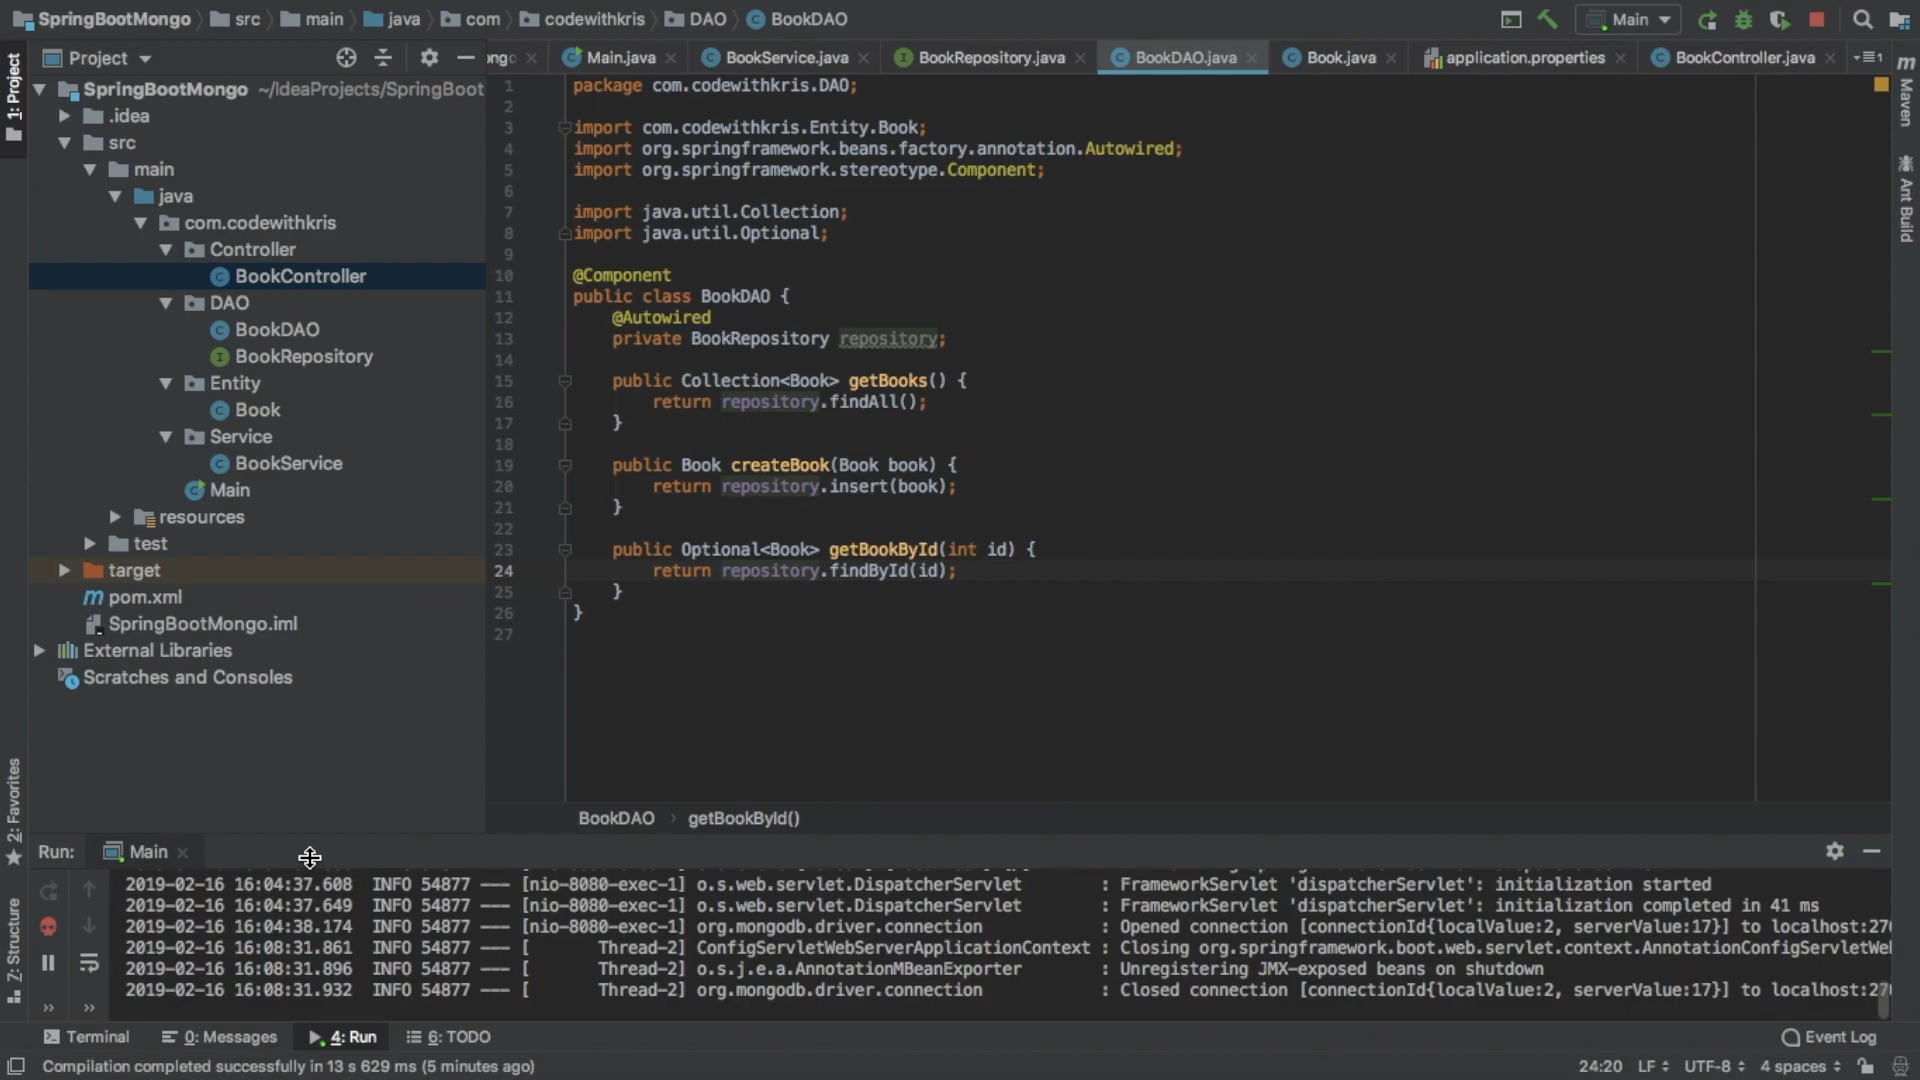 SpringBootMongo src main java com codewithkris DAO BookDAO
Main
1: Project
Project
Main.java BookService.java BookRepository.java BookDAO.java Book.java application.properties BookController.java
Maven
Ant Build
SpringBootMongo ~/IdeaProjects/SpringBoot
.idea
src
main
java
com.codewithkris
Controller
BookController
DAO
BookDAO
BookRepository
Entity
Book
Service
BookService
Main
resources
test
target
pom.xml
SpringBootMongo.iml
External Libraries
Scratches and Consoles
1 package com.codewithkris.DAO;
2
3 import com.codewithkris.Entity.Book;
4 import org.springframework.beans.factory.annotation.Autowired;
5 import org.springframework.stereotype.Component;
6
7 import java.util.Collection;
8 import java.util.Optional;
9
10 @Component
11 public class BookDAO {
12 @Autowired
13 private BookRepository repository;
14
15 public Collection<Book> getBooks() {
16 return repository.findAll();
17 }
18
19 public Book createBook(Book book) {
20 return repository.insert(book);
21 }
22
23 public Optional<Book> getBookById(int id) {
24 return repository.findById(id);
25 }
26 }
27
BookDAO getBookById()
2: Favorites
Z: Structure
Run: Main
2019-02-16 16:04:37.608 INFO 54877 --- [nio-8080-exec-1] o.s.web.servlet.DispatcherServlet : FrameworkServlet 'dispatcherServlet': initialization started
2019-02-16 16:04:37.649 INFO 54877 --- [nio-8080-exec-1] o.s.web.servlet.DispatcherServlet : FrameworkServlet 'dispatcherServlet': initialization completed in 41 ms
2019-02-16 16:04:38.174 INFO 54877 --- [nio-8080-exec-1] org.mongodb.driver.connection : Opened connection [connectionId{localValue:2, serverValue:17}] to localhost:270
2019-02-16 16:08:31.861 INFO 54877 --- [ Thread-2] ConfigServletWebServerApplicationContext : Closing org.springframework.boot.web.servlet.context.AnnotationConfigServletWe
2019-02-16 16:08:31.896 INFO 54877 --- [ Thread-2] o.s.j.e.a.AnnotationMBeanExporter : Unregistering JMX-exposed beans on shutdown
2019-02-16 16:08:31.932 INFO 54877 --- [ Thread-2] org.mongodb.driver.connection : Closed connection [connectionId{localValue:2, serverValue:17}] to localhost:270
Terminal 0: Messages 4: Run 6: TODO Event Log
Compilation completed successfully in 13 s 629 ms (5 minutes ago) 24:20 LF UTF-8 4 spaces